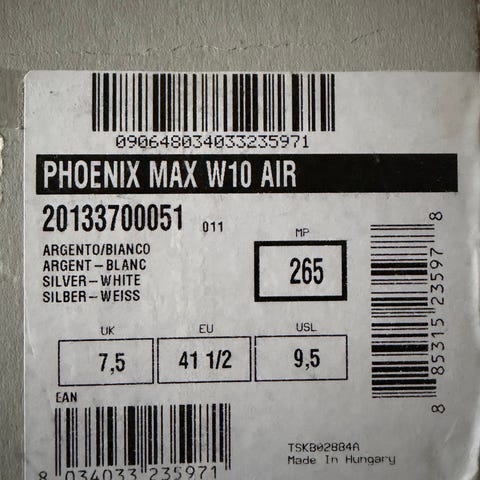 090648034033235971
PHOENIX MAX W10 AIR
20133700051 011
ARGENTO/BIANCO
ARGENT-BLANC
SILVER-WHITE
SILBER-WEISS
MP
265
UK EU USL
7,5 41 1/2 9,5
EAN
8 034033 235971
8 85315 23597 8
TSKB02884A
Made In Hungary